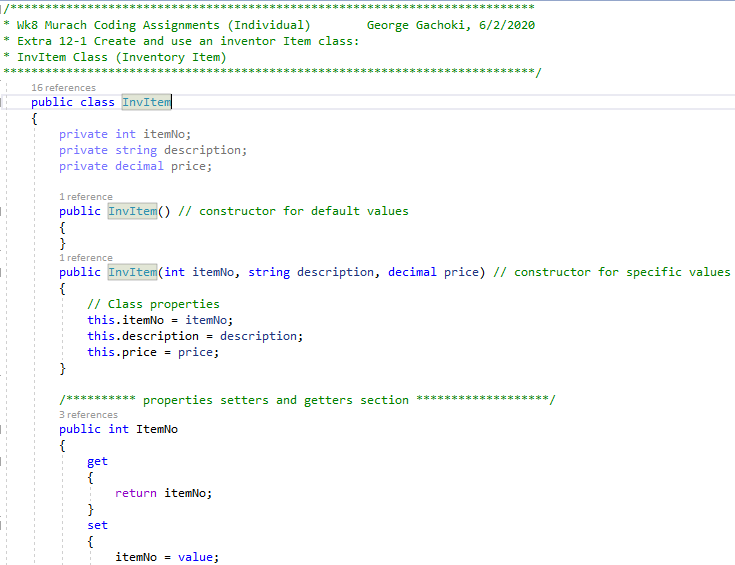 /***************************************************************************
* Wk8 Murach Coding Assignments (Individual)        George Gachoki, 6/2/2020
* Extra 12-1 Create and use an inventor Item class:
* InvItem Class (Inventory Item)
****************************************************************************/
16 references
public class InvItem
{
private int itemNo;
private string description;
private decimal price;
1 reference
public InvItem() // constructor for default values
{
}
1 reference
public InvItem(int itemNo, string description, decimal price) // constructor for specific values
{
// Class properties
this.itemNo = itemNo;
this.description = description;
this.price = price;
}
/********** properties setters and getters section *******************/
3 references
public int ItemNo
{
get
{
return itemNo;
}
set
{
itemNo = value;